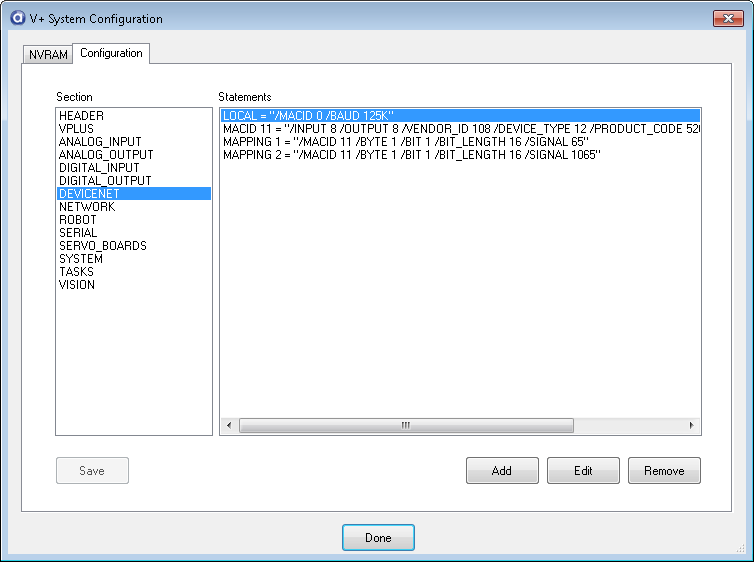 V+ System Configuration
NVRAM
Configuration
Section
Statements
HEADER
VPLUS
ANALOG_INPUT
ANALOG_OUTPUT
DIGITAL_INPUT
DIGITAL_OUTPUT
DEVICENET
NETWORK
ROBOT
SERIAL
SERVO_BOARDS
SYSTEM
TASKS
VISION
LOCAL = "/MACID 0 /BAUD 125K"
MACID 11 = "/INPUT 8 /OUTPUT 8 /VENDOR_ID 108 /DEVICE_TYPE 12 /PRODUCT_CODE 520
MAPPING 1 = "/MACID 11 /BYTE 1 /BIT 1 /BIT_LENGTH 16 /SIGNAL 65"
MAPPING 2 = "/MACID 11 /BYTE 1 /BIT 1 /BIT_LENGTH 16 /SIGNAL 1065"
Save
Add
Edit
Remove
Done